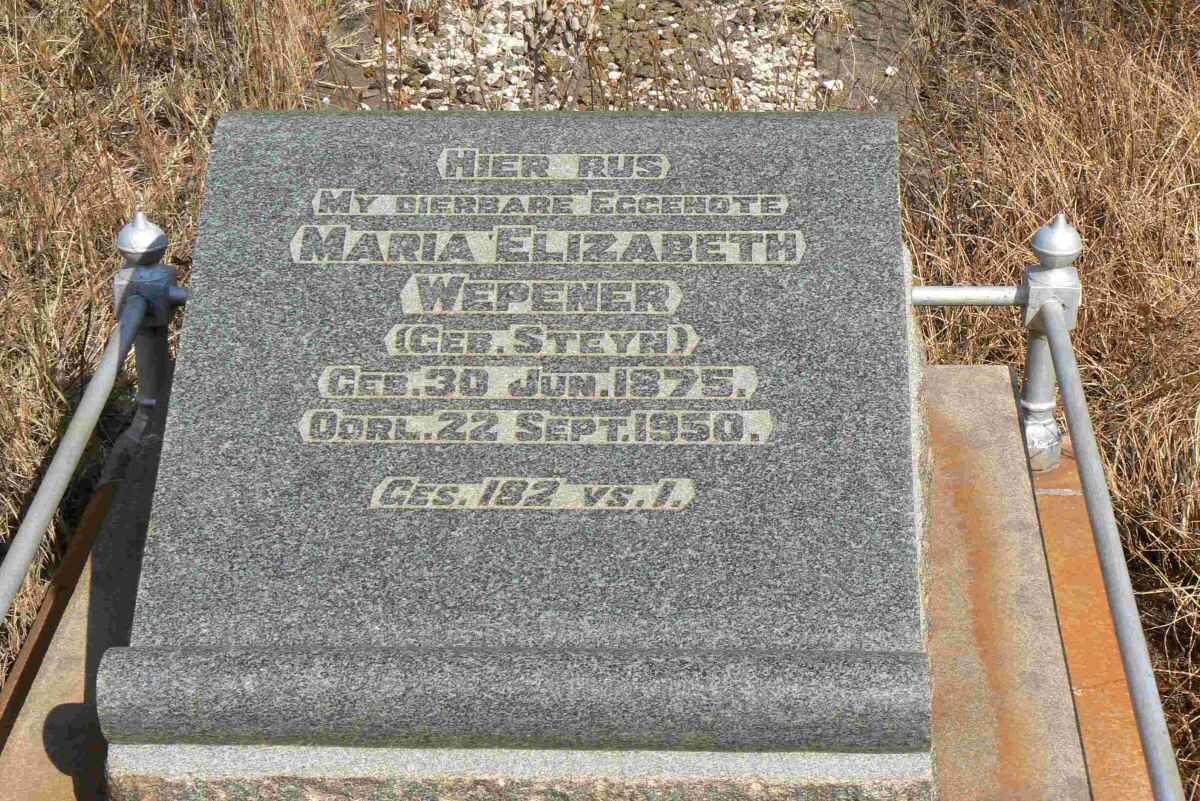 HIER RUS
MY DIERBARE EGGENOTE
MARIA ELIZABETH
WEPENER
(GEB. STEYN)
GEB. 30 JUN. 1875.
OORL. 22 SEPT. 1950.
GES. 182 VS. 1.